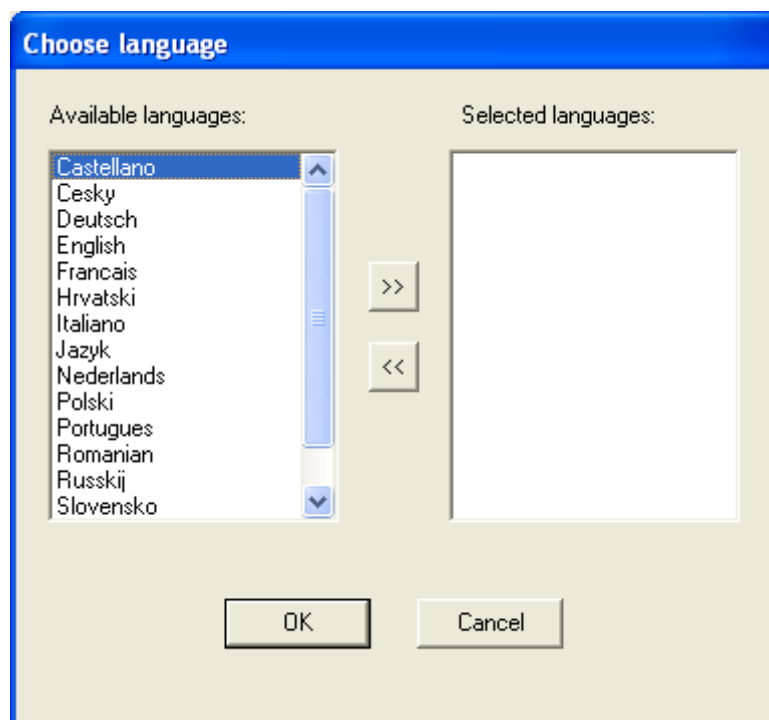 Choose language
Available languages:
Selected languages:
Castellano
Cesky
Deutsch
English
Francais
Hrvatski
Italiano
Jazyk
Nederlands
Polski
Portugues
Romanian
Russkij
Slovensko
>>
<<
OK
Cancel